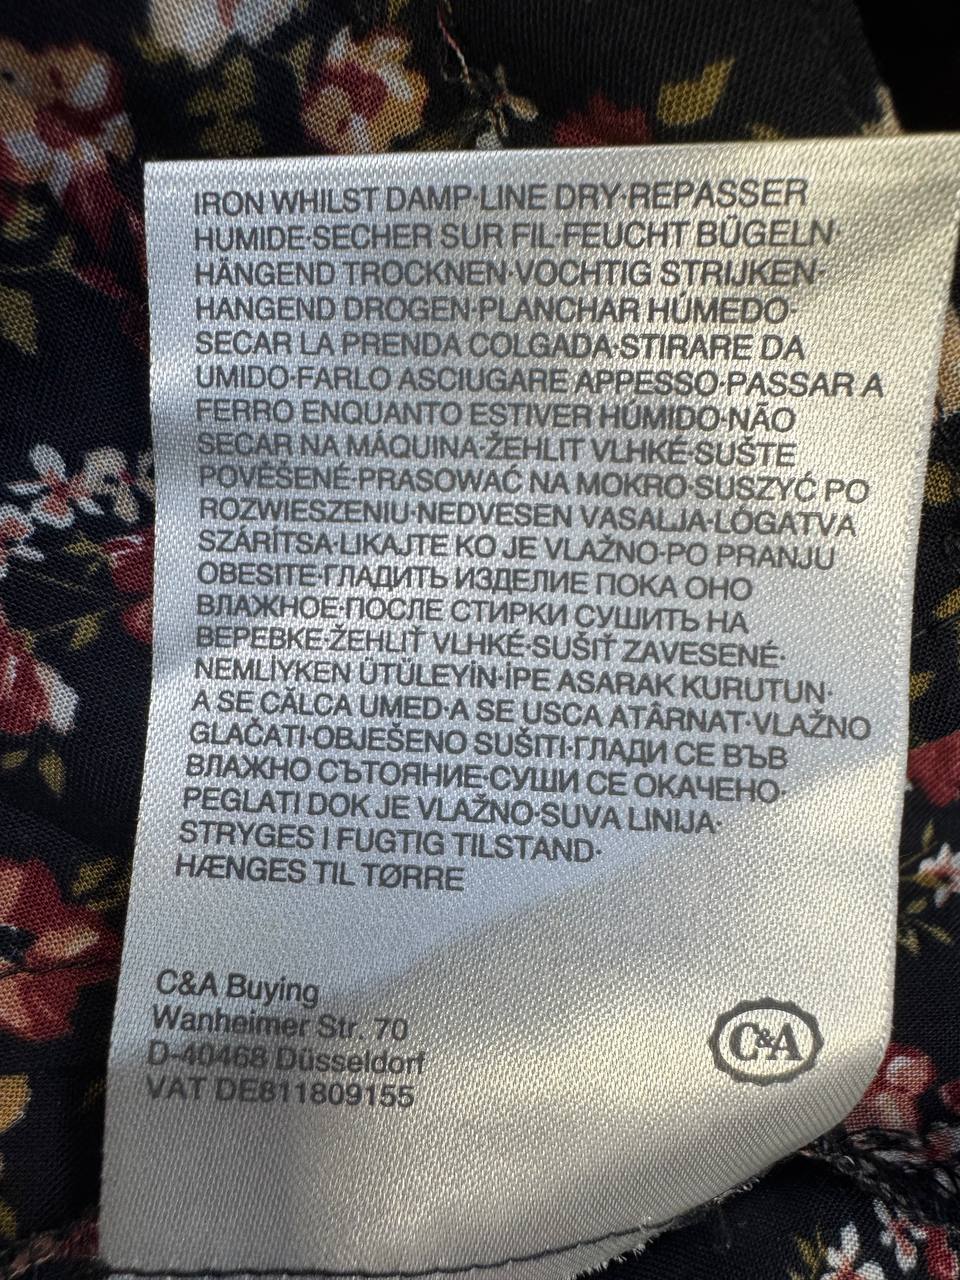 IRON WHILST DAMP·LINE DRY·REPASSER
HUMIDE·SECHER SUR FIL·FEUCHT BÜGELN·
HÄNGEND TROCKNEN·VOCHTIG STRIJKEN·
HANGEND DROGEN·PLANCHAR HÚMEDO·
SECAR LA PRENDA COLGADA·STIRARE DA
UMIDO·FARLO ASCIUGARE APPESO·PASSAR A
FERRO ENQUANTO ESTIVER HÚMIDO·NÃO
SECAR NA MÁQUINA·ŽEHLIT VLHKÉ·SUŠTE
POVĚŠENÉ·PRASOWAĆ NA MOKRO·SUSZYĆ PO
ROZWIESZENIU·NEDVESEN VASALJA·LÓGATVA
SZÁRÍTSA·LIKAJTE KO JE VLAŽNO·PO PRANJU
OBESITE·ГЛАДИТЬ ИЗДЕЛИЕ ПОКА ОНО
ВЛАЖНОЕ·ПОСЛЕ СТИРКИ СУШИТЬ НА
ВЕРЕВКЕ·ŽEHLIŤ VLHKÉ·SUŠIŤ ZAVESENÉ·
NEMLİYKEN ÜTÜLEYİN·İPE ASARAK KURUTUN·
A SE CĂLCA UMED·A SE USCA ATÂRNAT·VLAŽNO
GLAČATI·OBJEŠENO SUŠITI·ГЛАДИ СЕ ВЪВ
ВЛАЖНО СЪТОЯНИЕ·СУШИ СЕ ОКАЧЕНО·
PEGLATI DOK JE VLAŽNO·SUVA LINIJA·
STRYGES I FUGTIG TILSTAND·
HÆNGES TIL TØRRE
C&A Buying
Wanheimer Str. 70
D-40468 Düsseldorf
VAT DE811809155
C&A